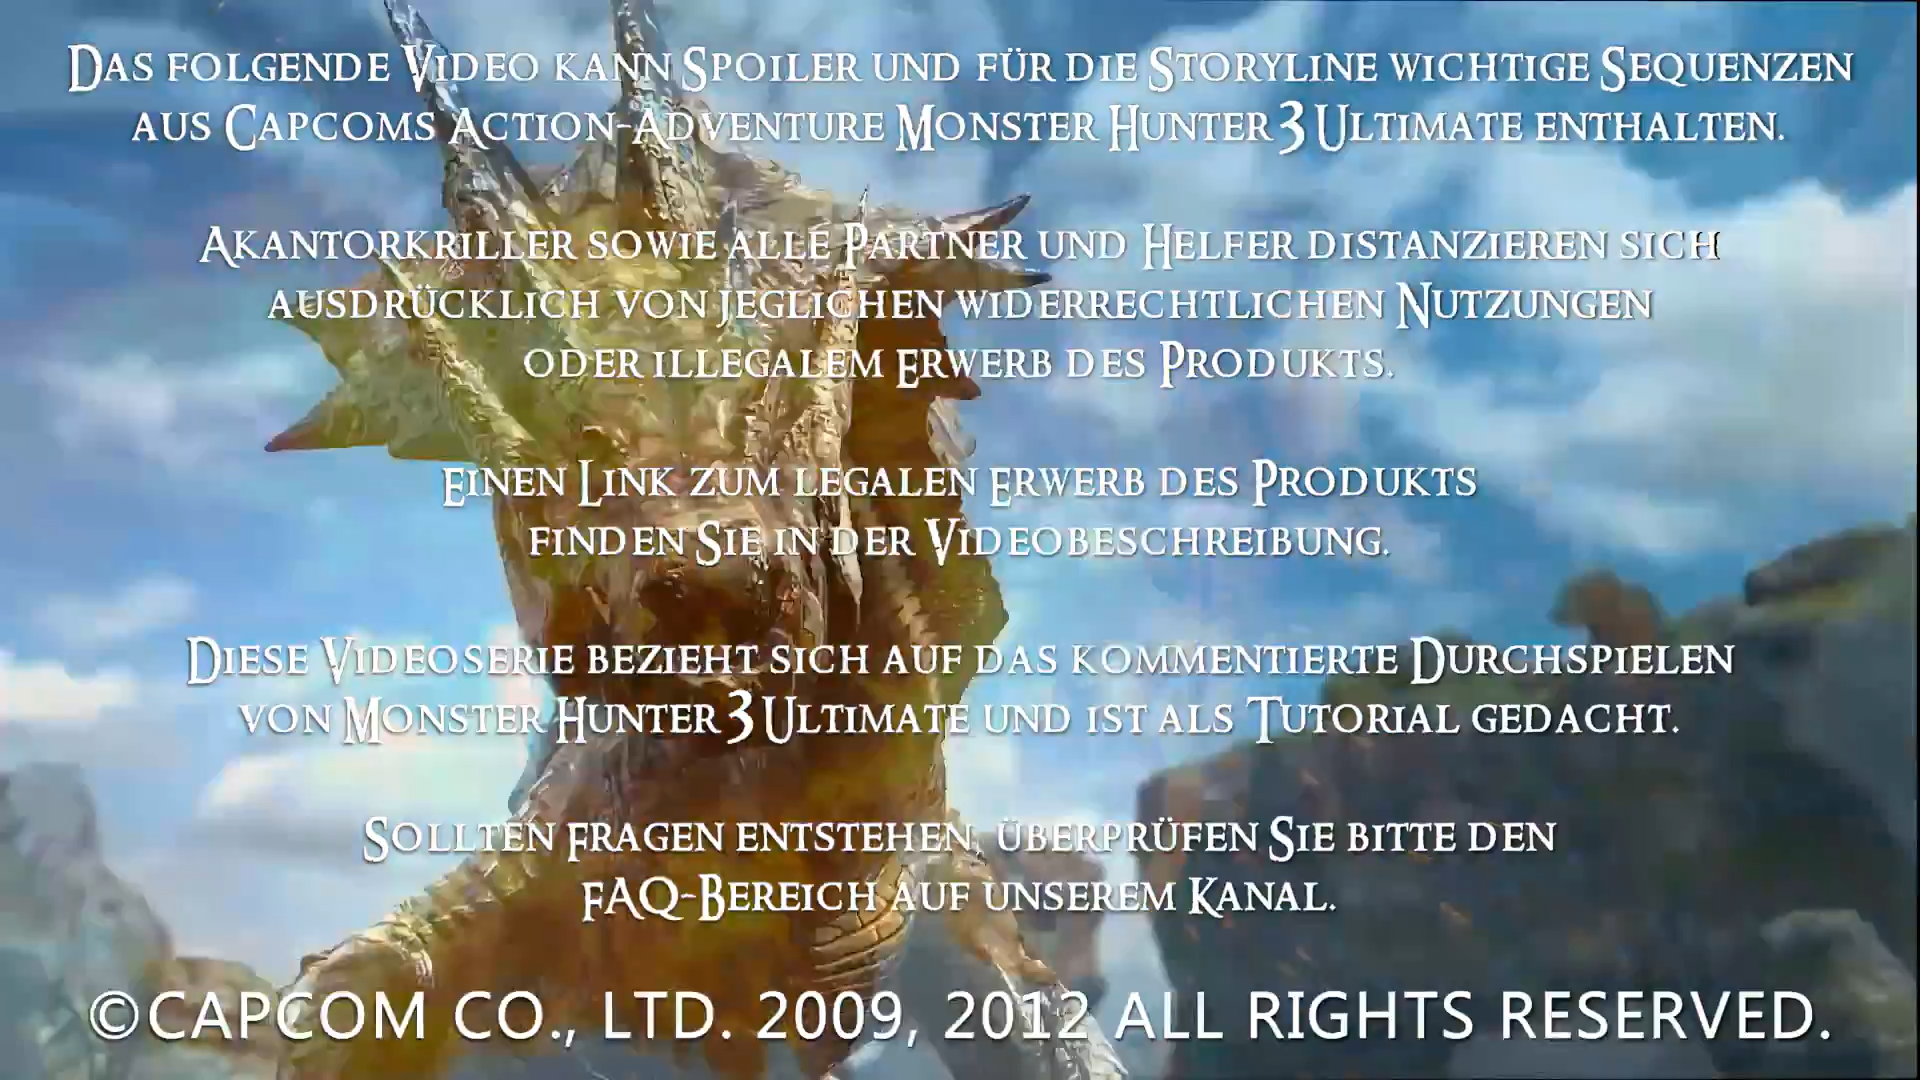 Das folgende Video kann Spoiler und für die Storyline wichtige Sequenzen
aus Capcoms Action-Adventure Monster Hunter 3 Ultimate enthalten.
Akantorkriller sowie alle Partner und Helfer distanzieren sich
ausdrücklich von jeglichen widerrechtlichen Nutzungen
oder illegalem Erwerb des Produkts.
Einen Link zum legalen Erwerb des Produkts
finden Sie in der Videobeschreibung.
Diese Videoserie bezieht sich auf das kommentierte Durchspielen
von Monster Hunter 3 Ultimate und ist als Tutorial gedacht.
Sollten Fragen entstehen, überprüfen Sie bitte den
FAQ-Bereich auf unserem Kanal.
©CAPCOM CO., LTD. 2009, 2012 ALL RIGHTS RESERVED.